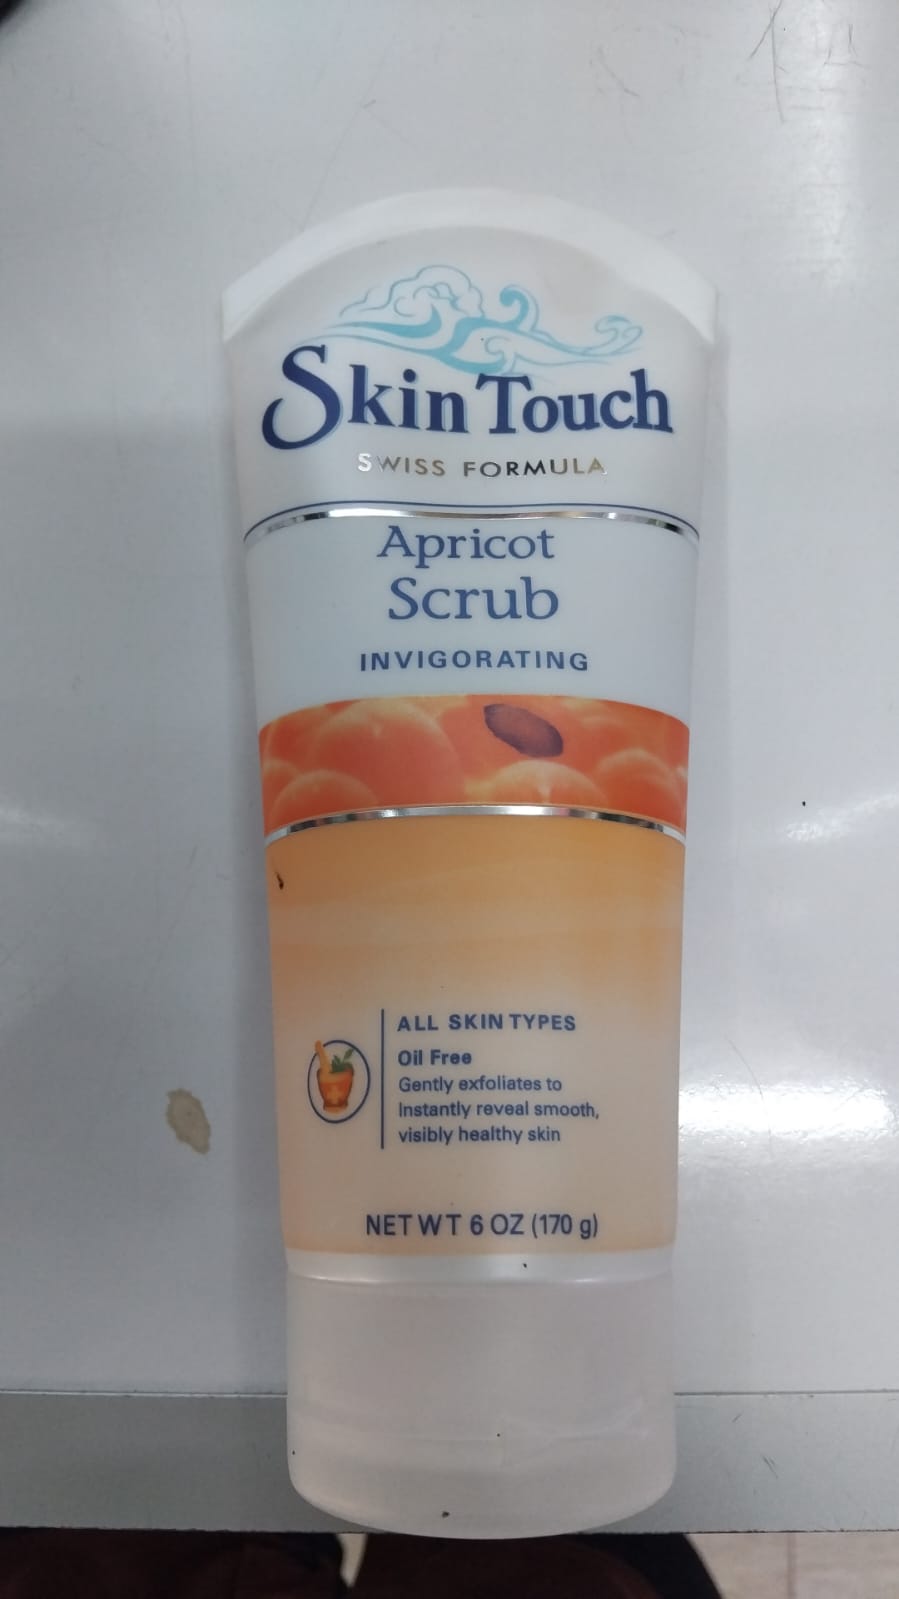 Skin Touch
SWISS FORMULA
Apricot
Scrub
INVIGORATING
ALL SKIN TYPES
Oil Free
Gently exfoliates to
Instantly reveal smooth,
visibly healthy skin
NET WT 6 OZ (170 g)